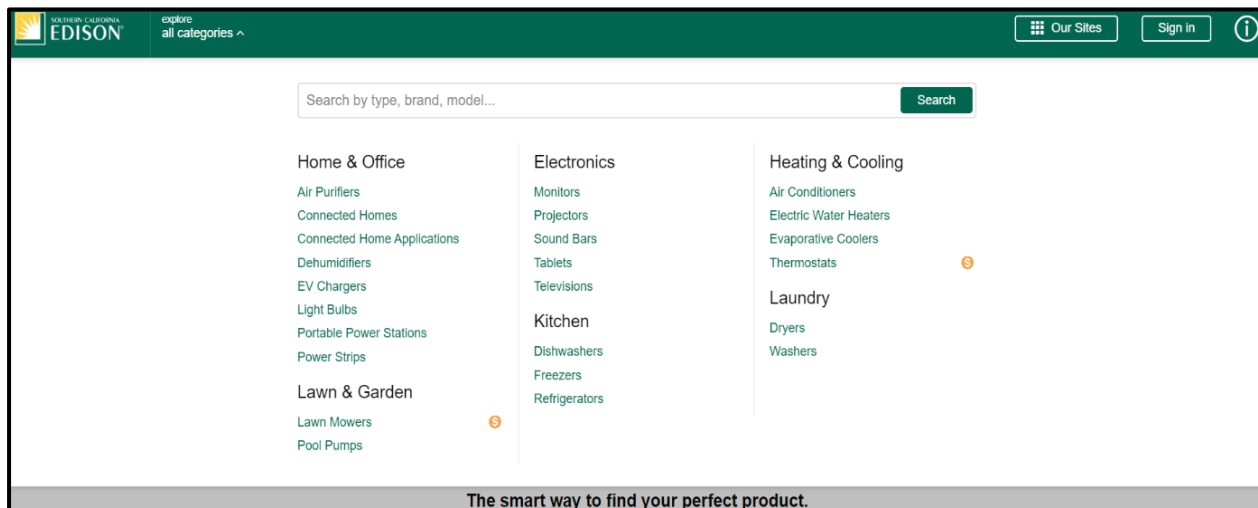 SOUTHERN CALIFORNIA
EDISON®
explore
all categories
Our Sites
Sign in
Search by type, brand, model...
Search
Home & Office
Air Purifiers
Connected Homes
Connected Home Applications
Dehumidifiers
EV Chargers
Light Bulbs
Portable Power Stations
Power Strips
Lawn & Garden
Lawn Mowers
$
Pool Pumps
Electronics
Monitors
Projectors
Sound Bars
Tablets
Televisions
Kitchen
Dishwashers
Freezers
Refrigerators
Heating & Cooling
Air Conditioners
Electric Water Heaters
Evaporative Coolers
Thermostats
$
Laundry
Dryers
Washers
The smart way to find your perfect product.